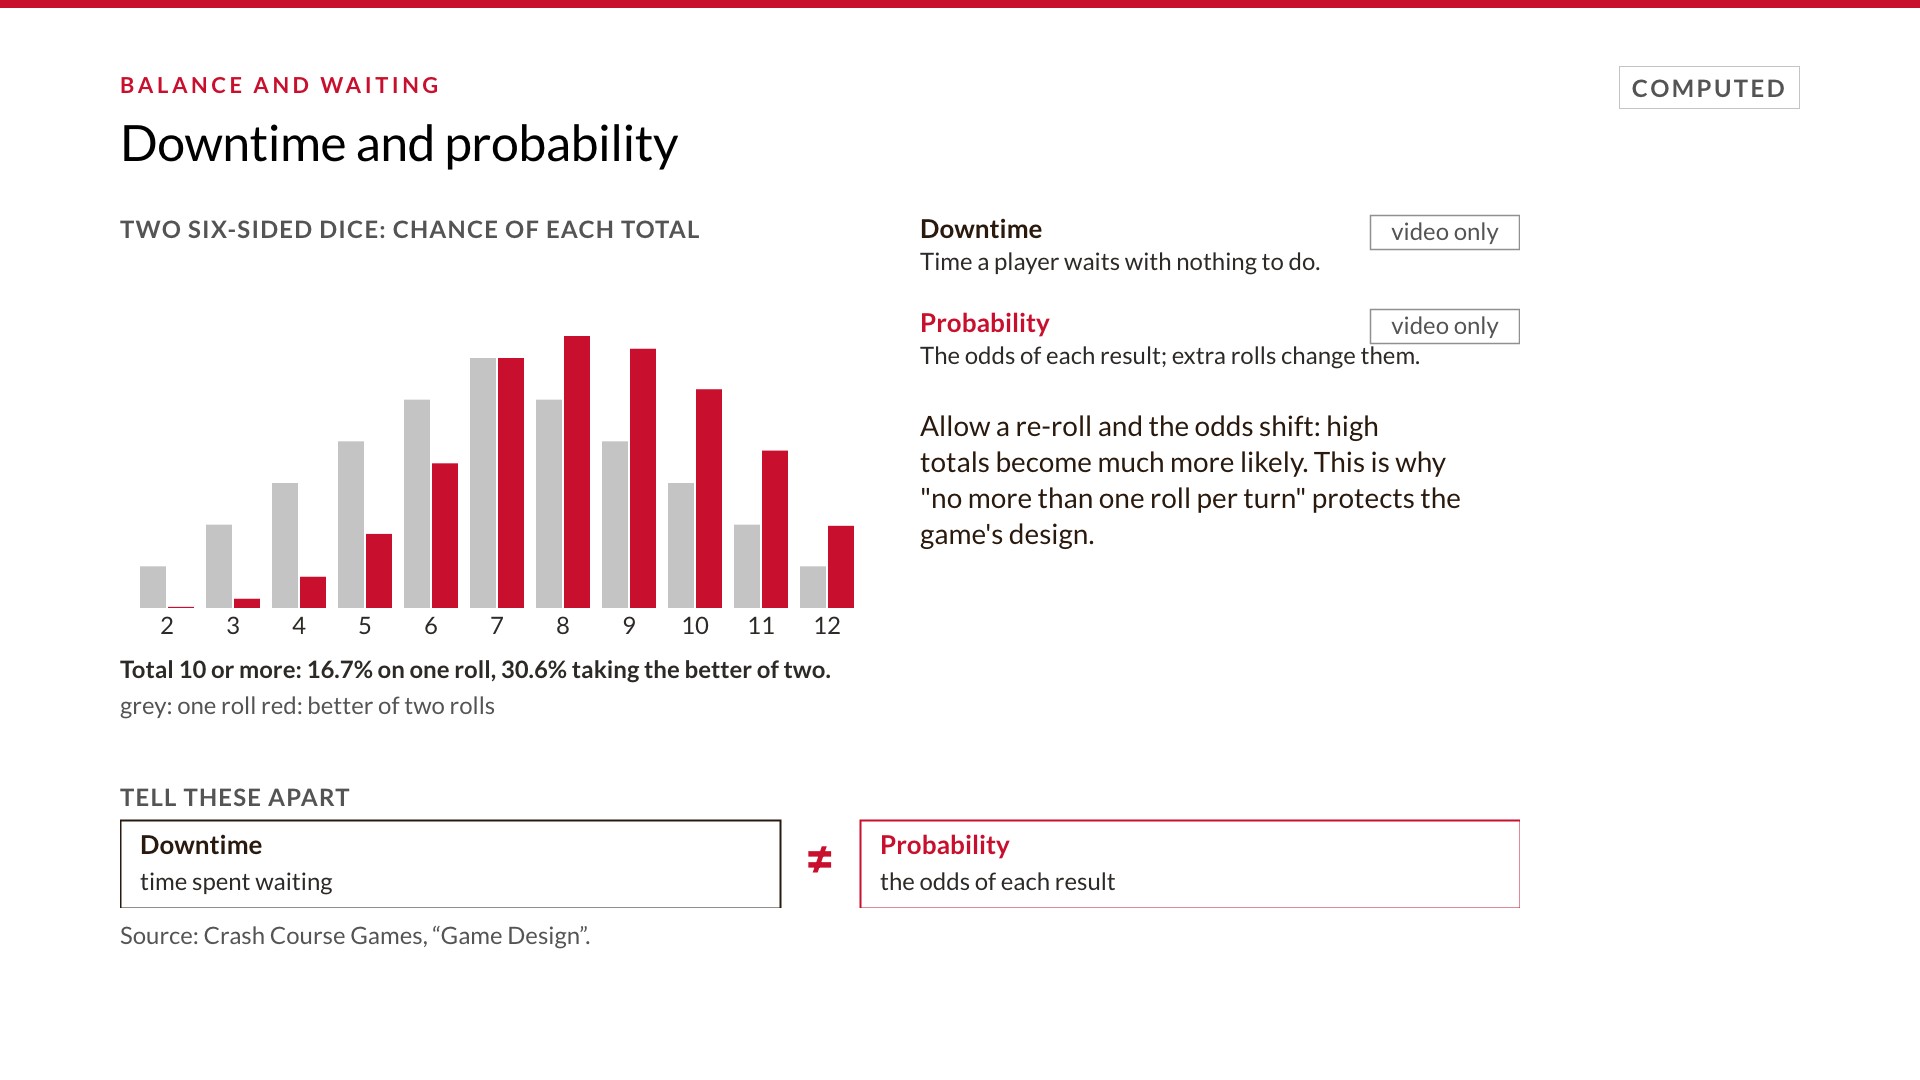 BALANCE AND WAITING
COMPUTED
Downtime and probability
TWO SIX-SIDED DICE: CHANCE OF EACH TOTAL
2 3 4 5 6 7 8 9 10 11 12
Total 10 or more: 16.7% on one roll, 30.6% taking the better of two.
grey: one roll red: better of two rolls
Downtime
video only
Time a player waits with nothing to do.
Probability
video only
The odds of each result; extra rolls change them.
Allow a re-roll and the odds shift: high
totals become much more likely. This is why
"no more than one roll per turn" protects the
game's design.
TELL THESE APART
Downtime
time spent waiting
≠
Probability
the odds of each result
Source: Crash Course Games, “Game Design”.